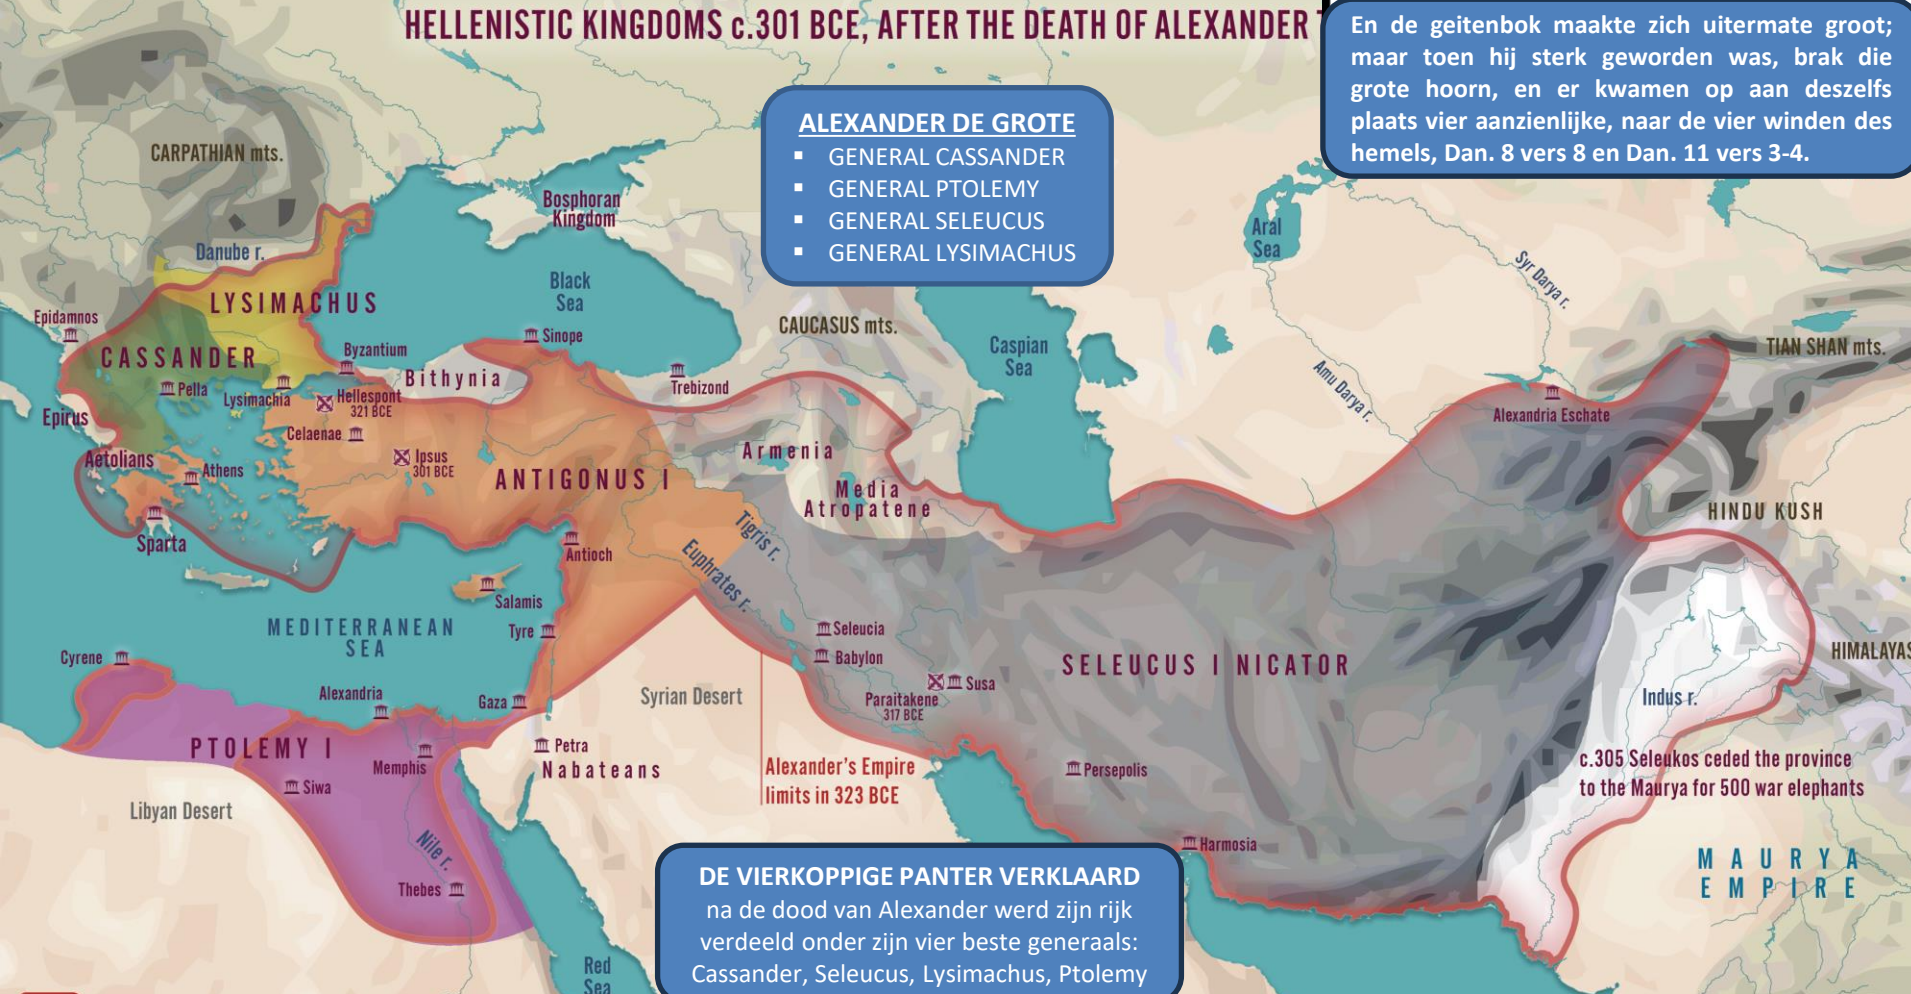 HELLENISTIC KINGDOMS c.301 BCE, AFTER THE DEATH OF ALEXANDER
En de geitenbok maakte zich uitermate groot;
maar toen hij sterk geworden was, brak die
grote hoorn, en er kwamen op aan deszelfs
plaats vier aanzienlijke, naar de vier winden des
hemels, Dan. 8 vers 8 en Dan. 11 vers 3-4.
ALEXANDER DE GROTE
▪ GENERAL CASSANDER
▪ GENERAL PTOLEMY
▪ GENERAL SELEUCUS
▪ GENERAL LYSIMACHUS
CARPATHIAN mts.
Bosphoran
Kingdom
Aral
Sea
Danube r.
Syr Darya r.
Black
Sea
LYSIMACHUS
Epidamnos
Sinope
CAUCASUS mts.
Caspian
Sea
TIAN SHAN mts.
CASSANDER
Byzantium
Bithynia
Trebizond
Amu Darya r.
Pella
Lysimachia
Hellespont
321 BCE
Alexandria Eschate
Epirus
Celaenae
Aetolians
Athens
Ipsus
301 BCE
ANTIGONUS I
Armenia
Media
Atropatene
HINDU KUSH
Sparta
Tigris r.
Antioch
Euphrates r.
Salamis
MEDITERRANEAN
SEA
Tyre
Seleucia
Babylon
Cyrene
SELEUCUS I NICATOR
HIMALAYAS
Alexandria
Gaza
Syrian Desert
Susa
Paraitakene
317 BCE
Indus r.
PTOLEMY I
Memphis
Petra
Nabateans
Siwa
Alexander's Empire
limits in 323 BCE
Persepolis
c.305 Seleukos ceded the province
to the Maurya for 500 war elephants
Libyan Desert
Nile r.
Harmosia
MAURYA
EMPIRE
Thebes
DE VIERKOPPIGE PANTER VERKLAARD
na de dood van Alexander werd zijn rijk
verdeeld onder zijn vier beste generaals:
Cassander, Seleucus, Lysimachus, Ptolemy
Red
Sea